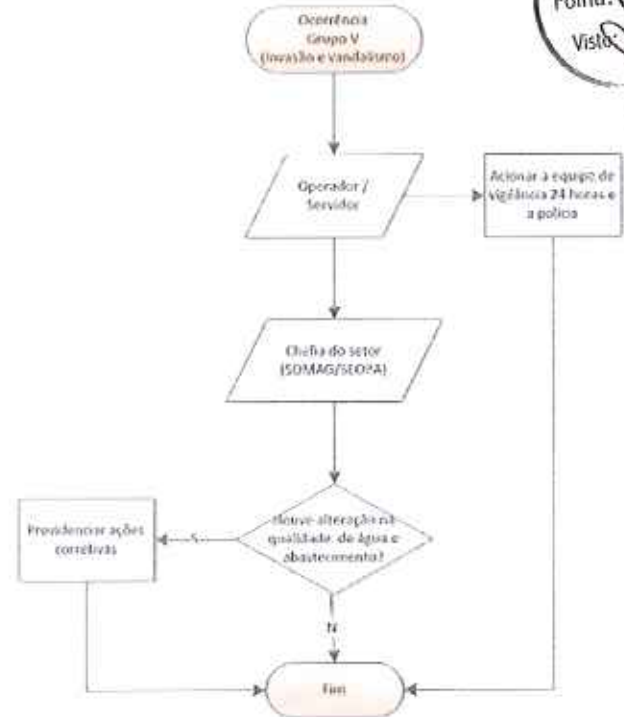 Ocorrência
Grupo V
(Invasão e vandalismo)
Folha:
Visto:
Operador /
Servidor
Acionar a equipe de
vigilância 24 horas e
a polícia
Chefia do setor
(SOMAG/SEOPA)
Houve alteração na
qualidade de água e
abastecimento?
S
Providenciar ações
corretivas
N
Fim